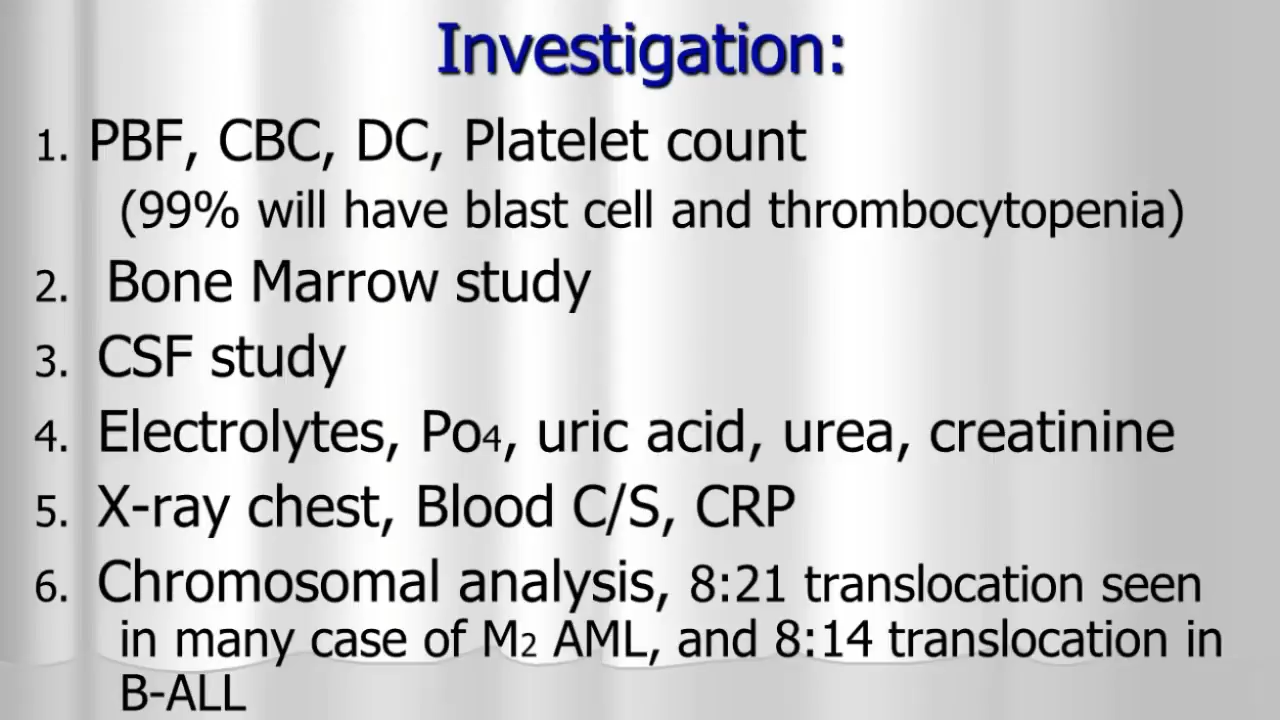 Investigation:
1. PBF, CBC, DC, Platelet count
(99% will have blast cell and thrombocytopenia)
2. Bone Marrow study
3. CSF study
4. Electrolytes, Po4, uric acid, urea, creatinine
5. X-ray chest, Blood C/S, CRP
6. Chromosomal analysis, 8:21 translocation seen
in many case of M2 AML, and 8:14 translocation in
B-ALL